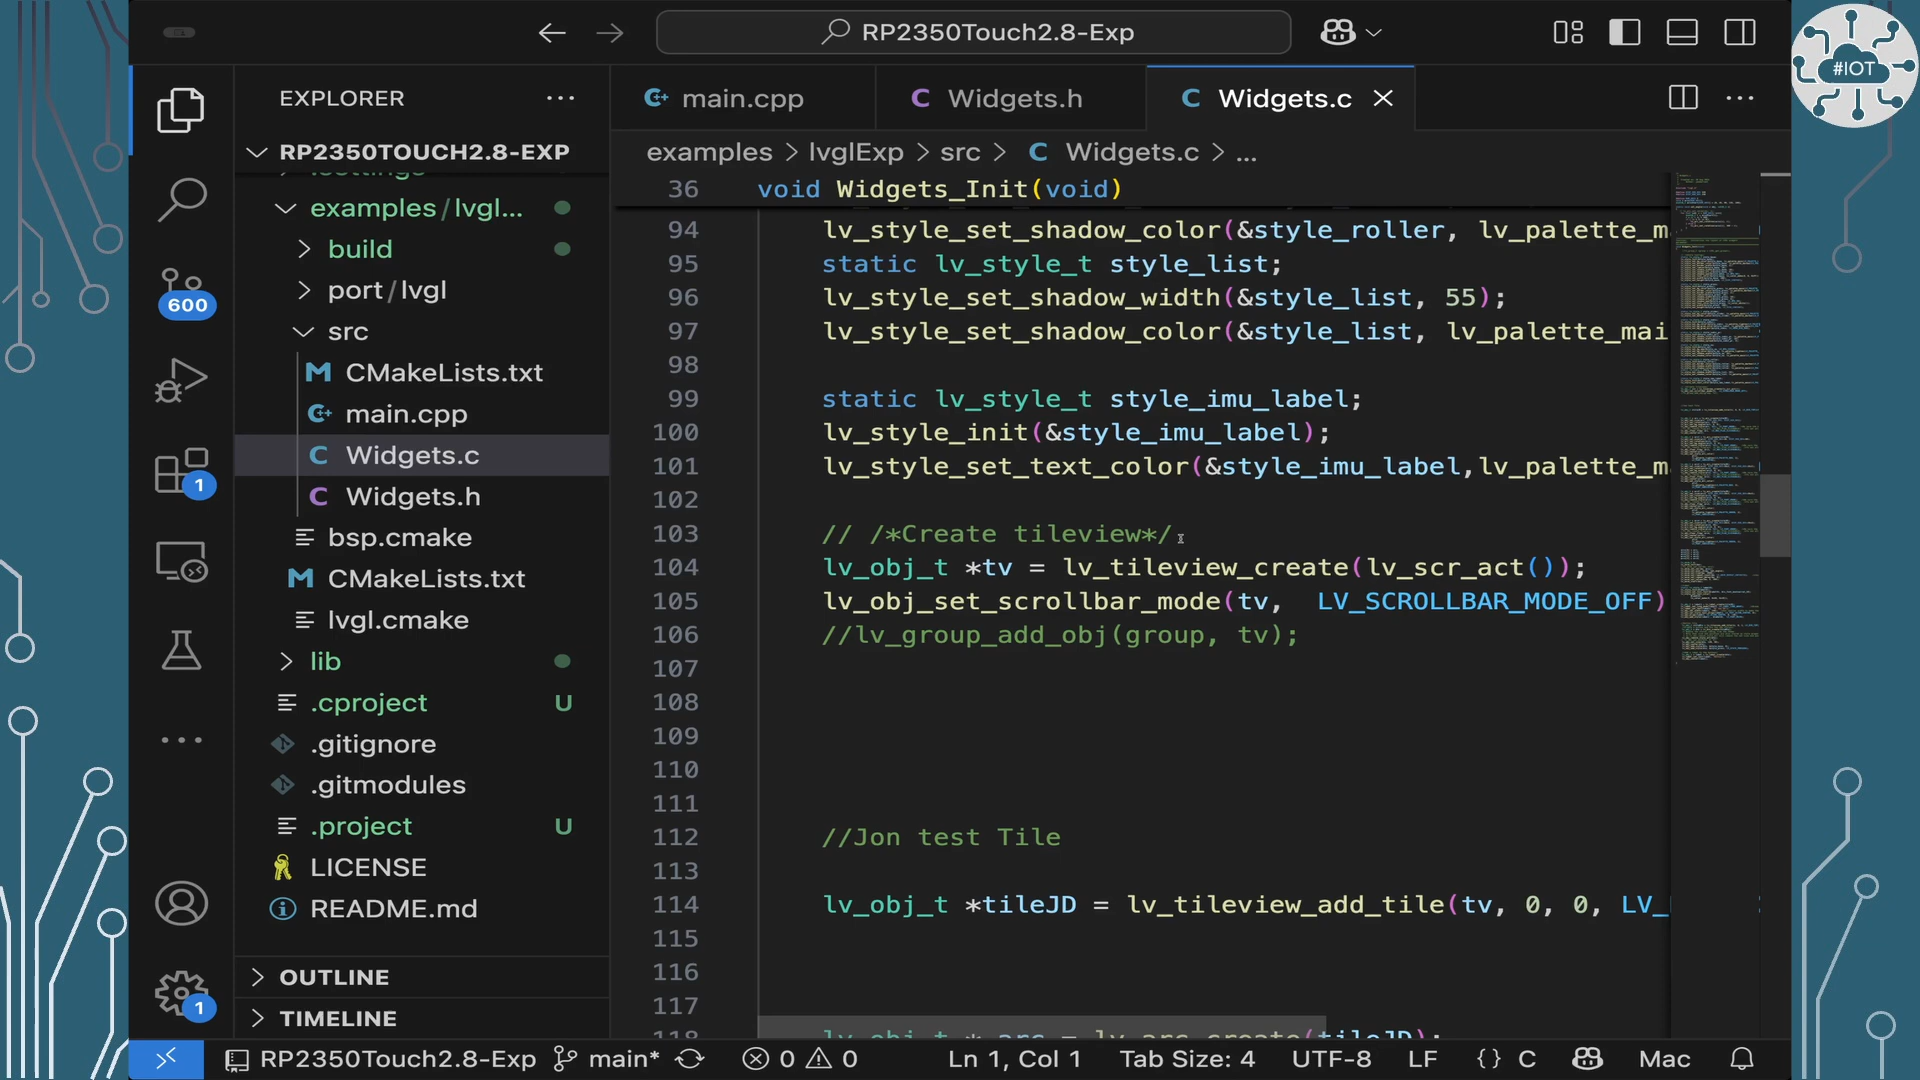 RP2350Touch2.8-Exp
#IOT
EXPLORER
main.cpp
Widgets.h
Widgets.c
RP2350TOUCH2.8-EXP
examples > lvglExp > src > C Widgets.c > ...
36 void Widgets_Init(void)
examples/lvgl...
build
port/lvgl
600
src
CMakeLists.txt
main.cpp
Widgets.c
1
Widgets.h
bsp.cmake
CMakeLists.txt
lvgl.cmake
lib
.cproject U
.gitignore
.gitmodules
.project U
LICENSE
README.md
OUTLINE
1
TIMELINE
94 lv_style_set_shadow_color(&style_roller, lv_palette_m
95 static lv_style_t style_list;
96 lv_style_set_shadow_width(&style_list, 55);
97 lv_style_set_shadow_color(&style_list, lv_palette_mai
98
99 static lv_style_t style_imu_label;
100 lv_style_init(&style_imu_label);
101 lv_style_set_text_color(&style_imu_label,lv_palette_m
102
103 // /*Create tileview*/
104 lv_obj_t *tv = lv_tileview_create(lv_scr_act());
105 lv_obj_set_scrollbar_mode(tv,  LV_SCROLLBAR_MODE_OFF)
106 //lv_group_add_obj(group, tv);
107
108
109
110
111
112 //Jon test Tile
113
114 lv_obj_t *tileJD = lv_tileview_add_tile(tv, 0, 0, LV_
115
116
117
118 lv_obj_t * arc = lv_arc_create(tileJD);
RP2350Touch2.8-Exp main* 0 0 Ln 1, Col 1 Tab Size: 4 UTF-8 LF {} C Mac